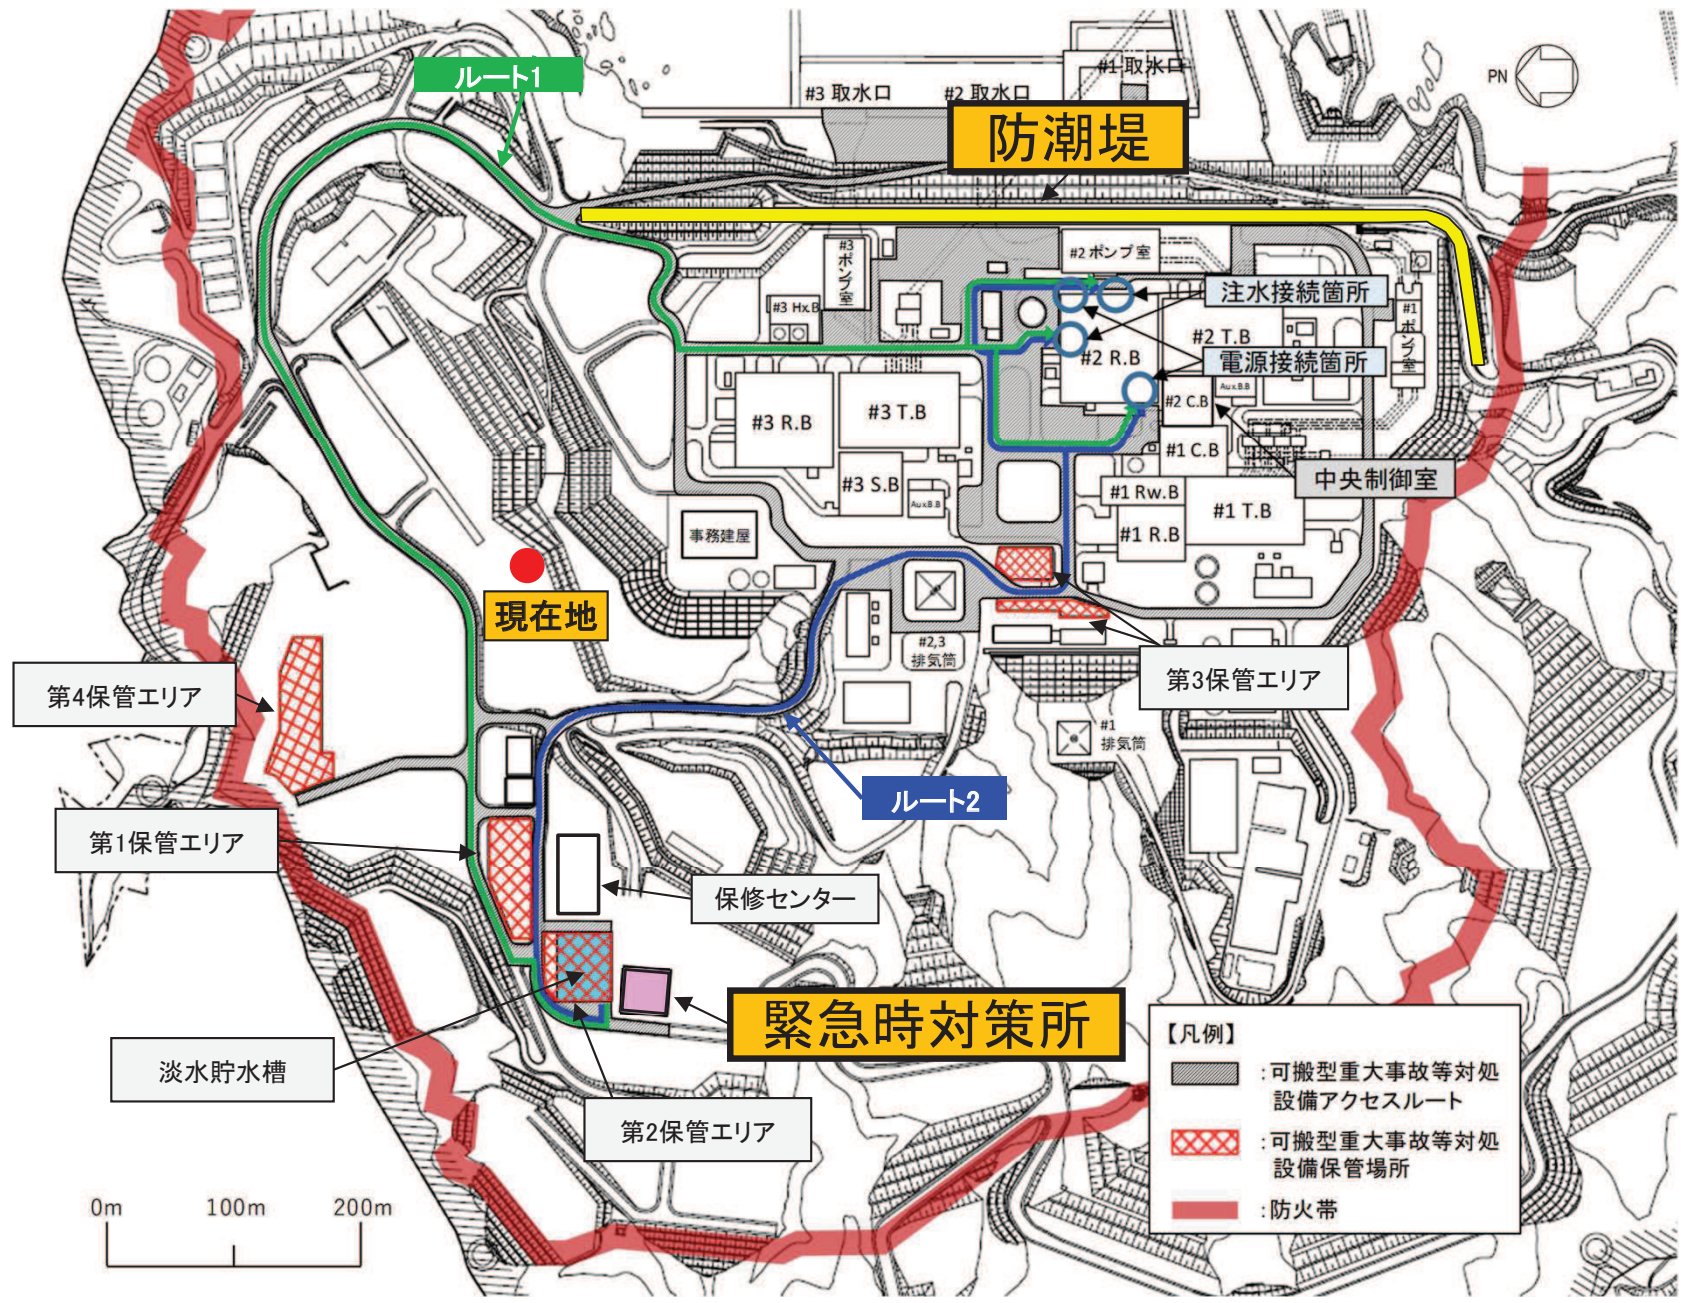 ルート1
#1 取水口
#3 取水口
#2 取水口
PN
防潮堤
#3
ポンプ室
#2 ポンプ室
注水接続箇所
#3 Hx.B
#1
ポンプ室
#2 T.B
#2 R.B
電源接続箇所
Aux.B.B
#2 C.B
#3 R.B
#3 T.B
#1 C.B
中央制御室
#3 S.B
Aux.B.B
#1 Rw.B
#1 T.B
#1 R.B
事務建屋
現在地
#2,3
排気筒
第3保管エリア
第4保管エリア
#1
排気筒
ルート2
第1保管エリア
保修センター
緊急時対策所
淡水貯水槽
第2保管エリア
【凡例】
:可搬型重大事故等対処
設備アクセスルート
:可搬型重大事故等対処
設備保管場所
:防火帯
0m 100m 200m